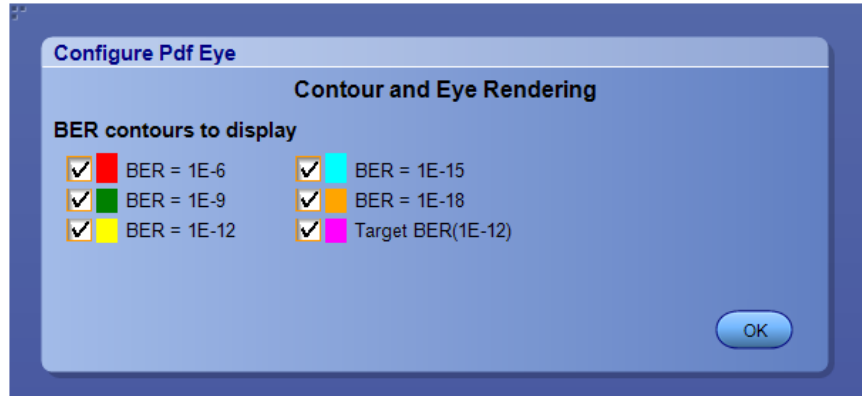 Configure Pdf Eye
Contour and Eye Rendering
BER contours to display
BER = 1E-6
BER = 1E-15
BER = 1E-9
BER = 1E-18
BER = 1E-12
Target BER(1E-12)
OK